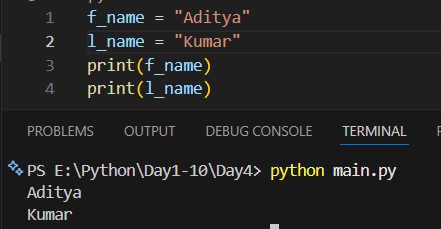 1 f_name = "Aditya"
2 l_name = "Kumar"
3 print(f_name)
4 print(l_name)
PROBLEMS OUTPUT DEBUG CONSOLE TERMINAL
PS E:\Python\Day1-10\Day4> python main.py
Aditya
Kumar